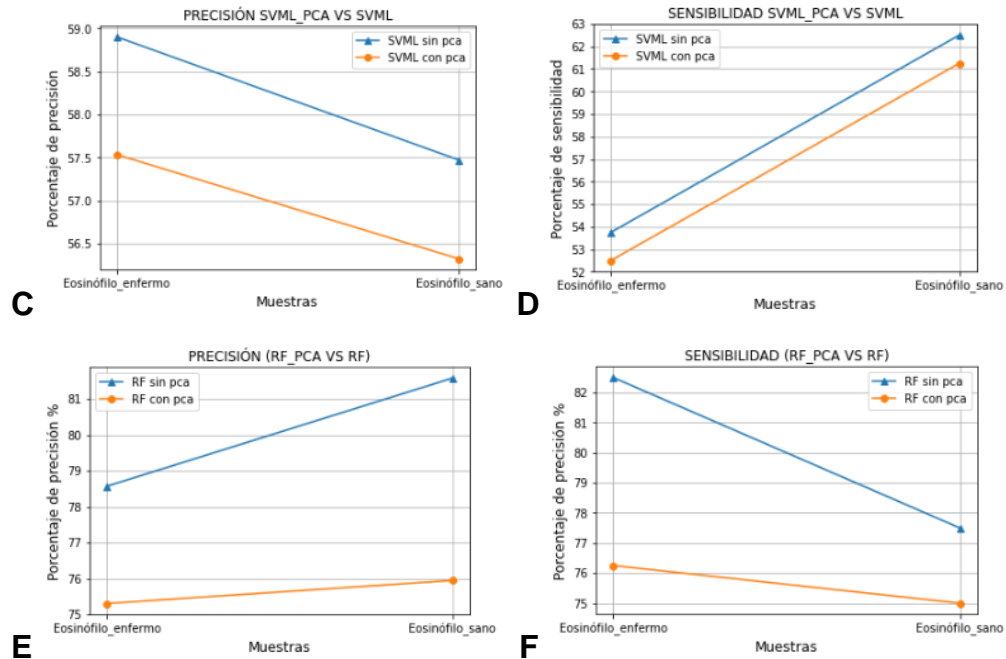 PRECISIÓN SVML_PCA VS SVML
59.0
58.5
58.0
57.5
57.0
56.5
Porcentaje de precisión
SVML sin pca
SVML con pca
Eosinófilo_enfermo
Eosinófilo_sano
Muestras
C
SENSIBILIDAD SVML_PCA VS SVML
63
62
61
60
59
58
57
56
55
54
53
52
Porcentaje de sensibilidad
SVML sin pca
SVML con pca
Eosinófilo_enfermo
Eosinófilo_sano
Muestras
D
PRECISIÓN (RF_PCA VS RF)
81
80
79
78
77
76
75
Porcentaje de precisión %
RF sin pca
RF con pca
Eosinófilo_enfermo
Eosinófilo_sano
Muestras
E
SENSIBILIDAD (RF_PCA VS RF)
82
81
80
79
78
77
76
75
Porcentaje de precisión %
RF sin pca
RF con pca
Eosinófilo_enfermo
Eosinófilo_sano
Muestras
F